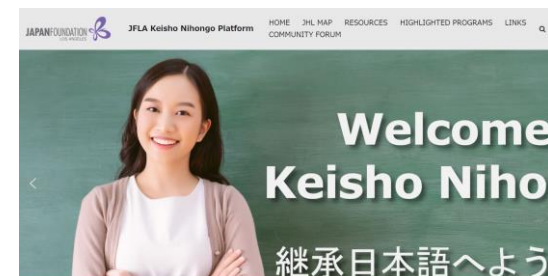 JAPANFOUNDATION
LOS ANGELES
JFLA Keisho Nihongo Platform
HOME JHL MAP RESOURCES HIGHLIGHTED PROGRAMS LINKS
COMMUNITY FORUM
Welcome
Keisho Niho
継承日本語へよう